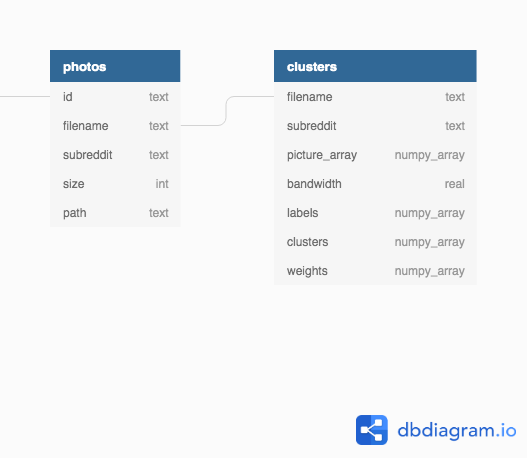 photos
id text
filename text
subreddit text
size int
path text
clusters
filename text
subreddit text
picture_array numpy_array
bandwidth real
labels numpy_array
clusters numpy_array
weights numpy_array
dbdiagram.io